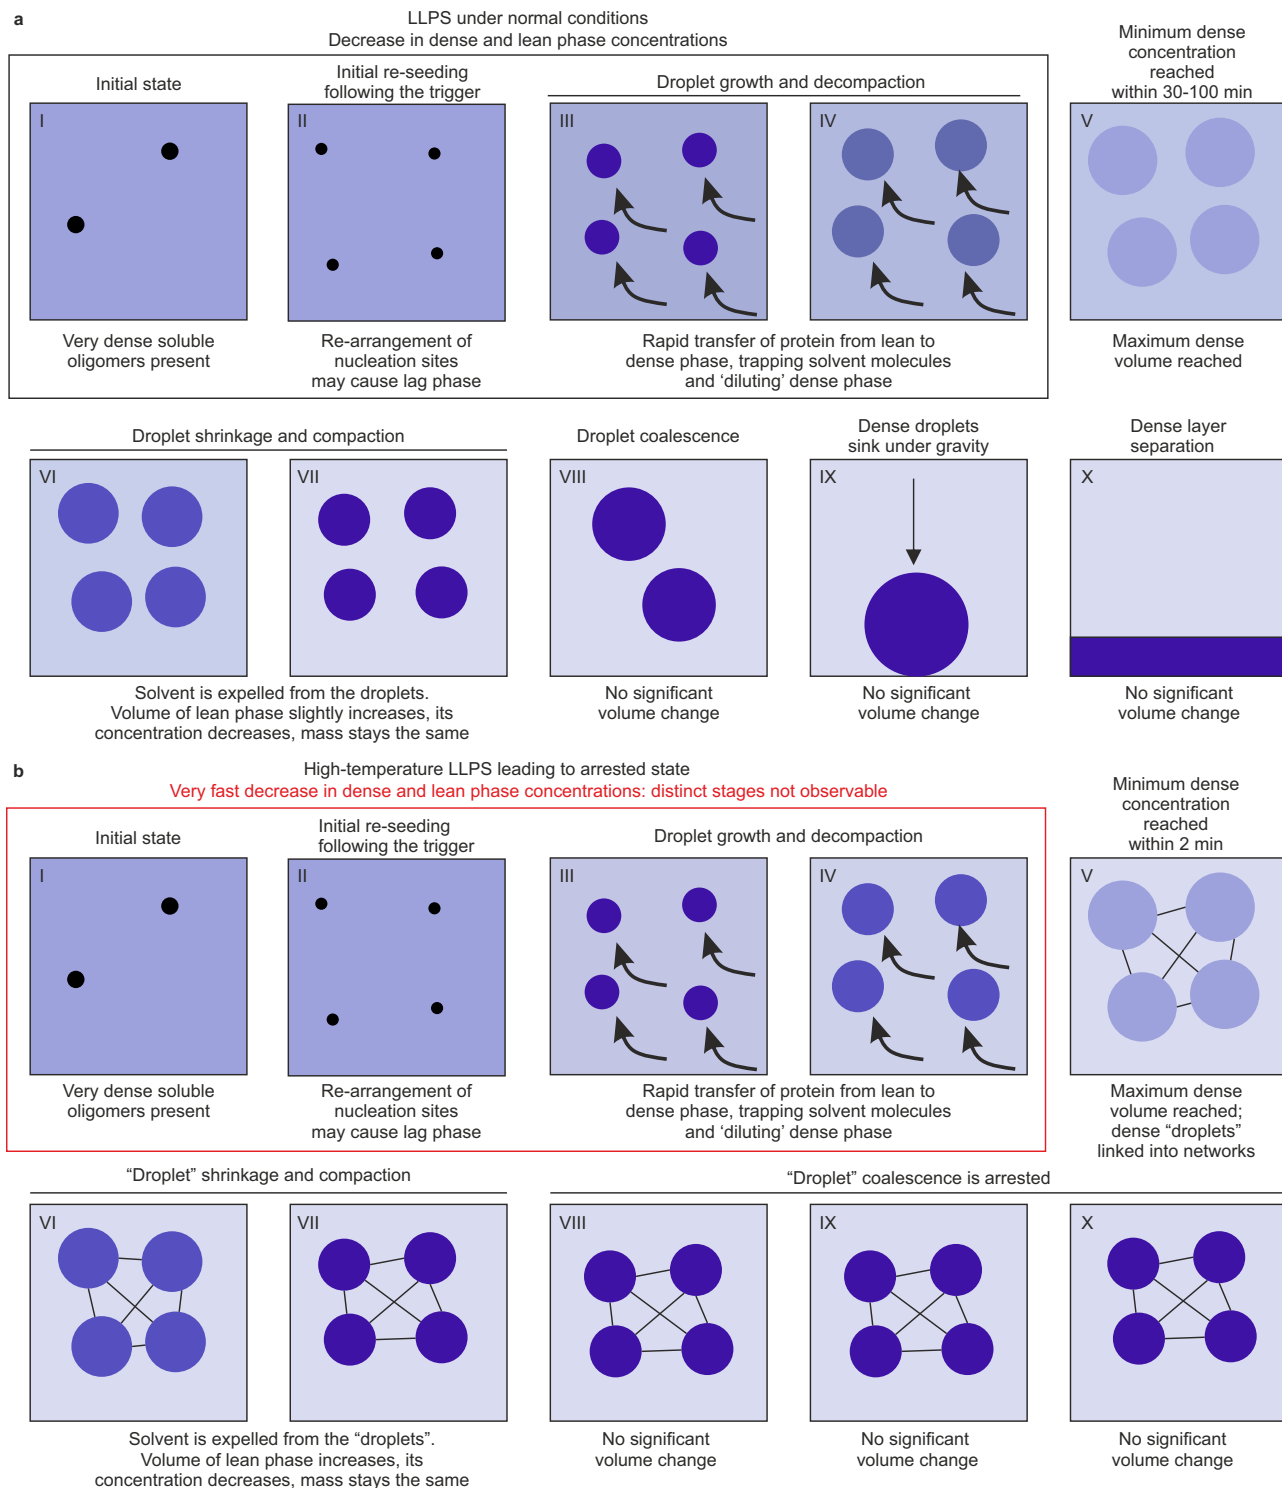 a
LLPS under normal conditions
Decrease in dense and lean phase concentrations
Initial state
I
Very dense soluble
oligomers present
Initial re-seeding
following the trigger
II
Re-arrangement of
nucleation sites
may cause lag phase
Droplet growth and decompaction
III
IV
Rapid transfer of protein from lean to
dense phase, trapping solvent molecules
and ‘diluting’ dense phase
Minimum dense
concentration
reached
within 30-100 min
V
Maximum dense
volume reached
Droplet shrinkage and compaction
VI
VII
Solvent is expelled from the droplets.
Volume of lean phase slightly increases, its
concentration decreases, mass stays the same
Droplet coalescence
VIII
No significant
volume change
Dense droplets
sink under gravity
IX
No significant
volume change
Dense layer
separation
X
No significant
volume change
b
High-temperature LLPS leading to arrested state
Very fast decrease in dense and lean phase concentrations: distinct stages not observable
Initial state
I
Very dense soluble
oligomers present
Initial re-seeding
following the trigger
II
Re-arrangement of
nucleation sites
may cause lag phase
Droplet growth and decompaction
III
IV
Rapid transfer of protein from lean to
dense phase, trapping solvent molecules
and ‘diluting’ dense phase
Minimum dense
concentration
reached
within 2 min
V
Maximum dense
volume reached;
dense “droplets”
linked into networks
“Droplet” shrinkage and compaction
VI
VII
Solvent is expelled from the “droplets”.
Volume of lean phase increases, its
concentration decreases, mass stays the same
“Droplet” coalescence is arrested
VIII
No significant
volume change
IX
No significant
volume change
X
No significant
volume change